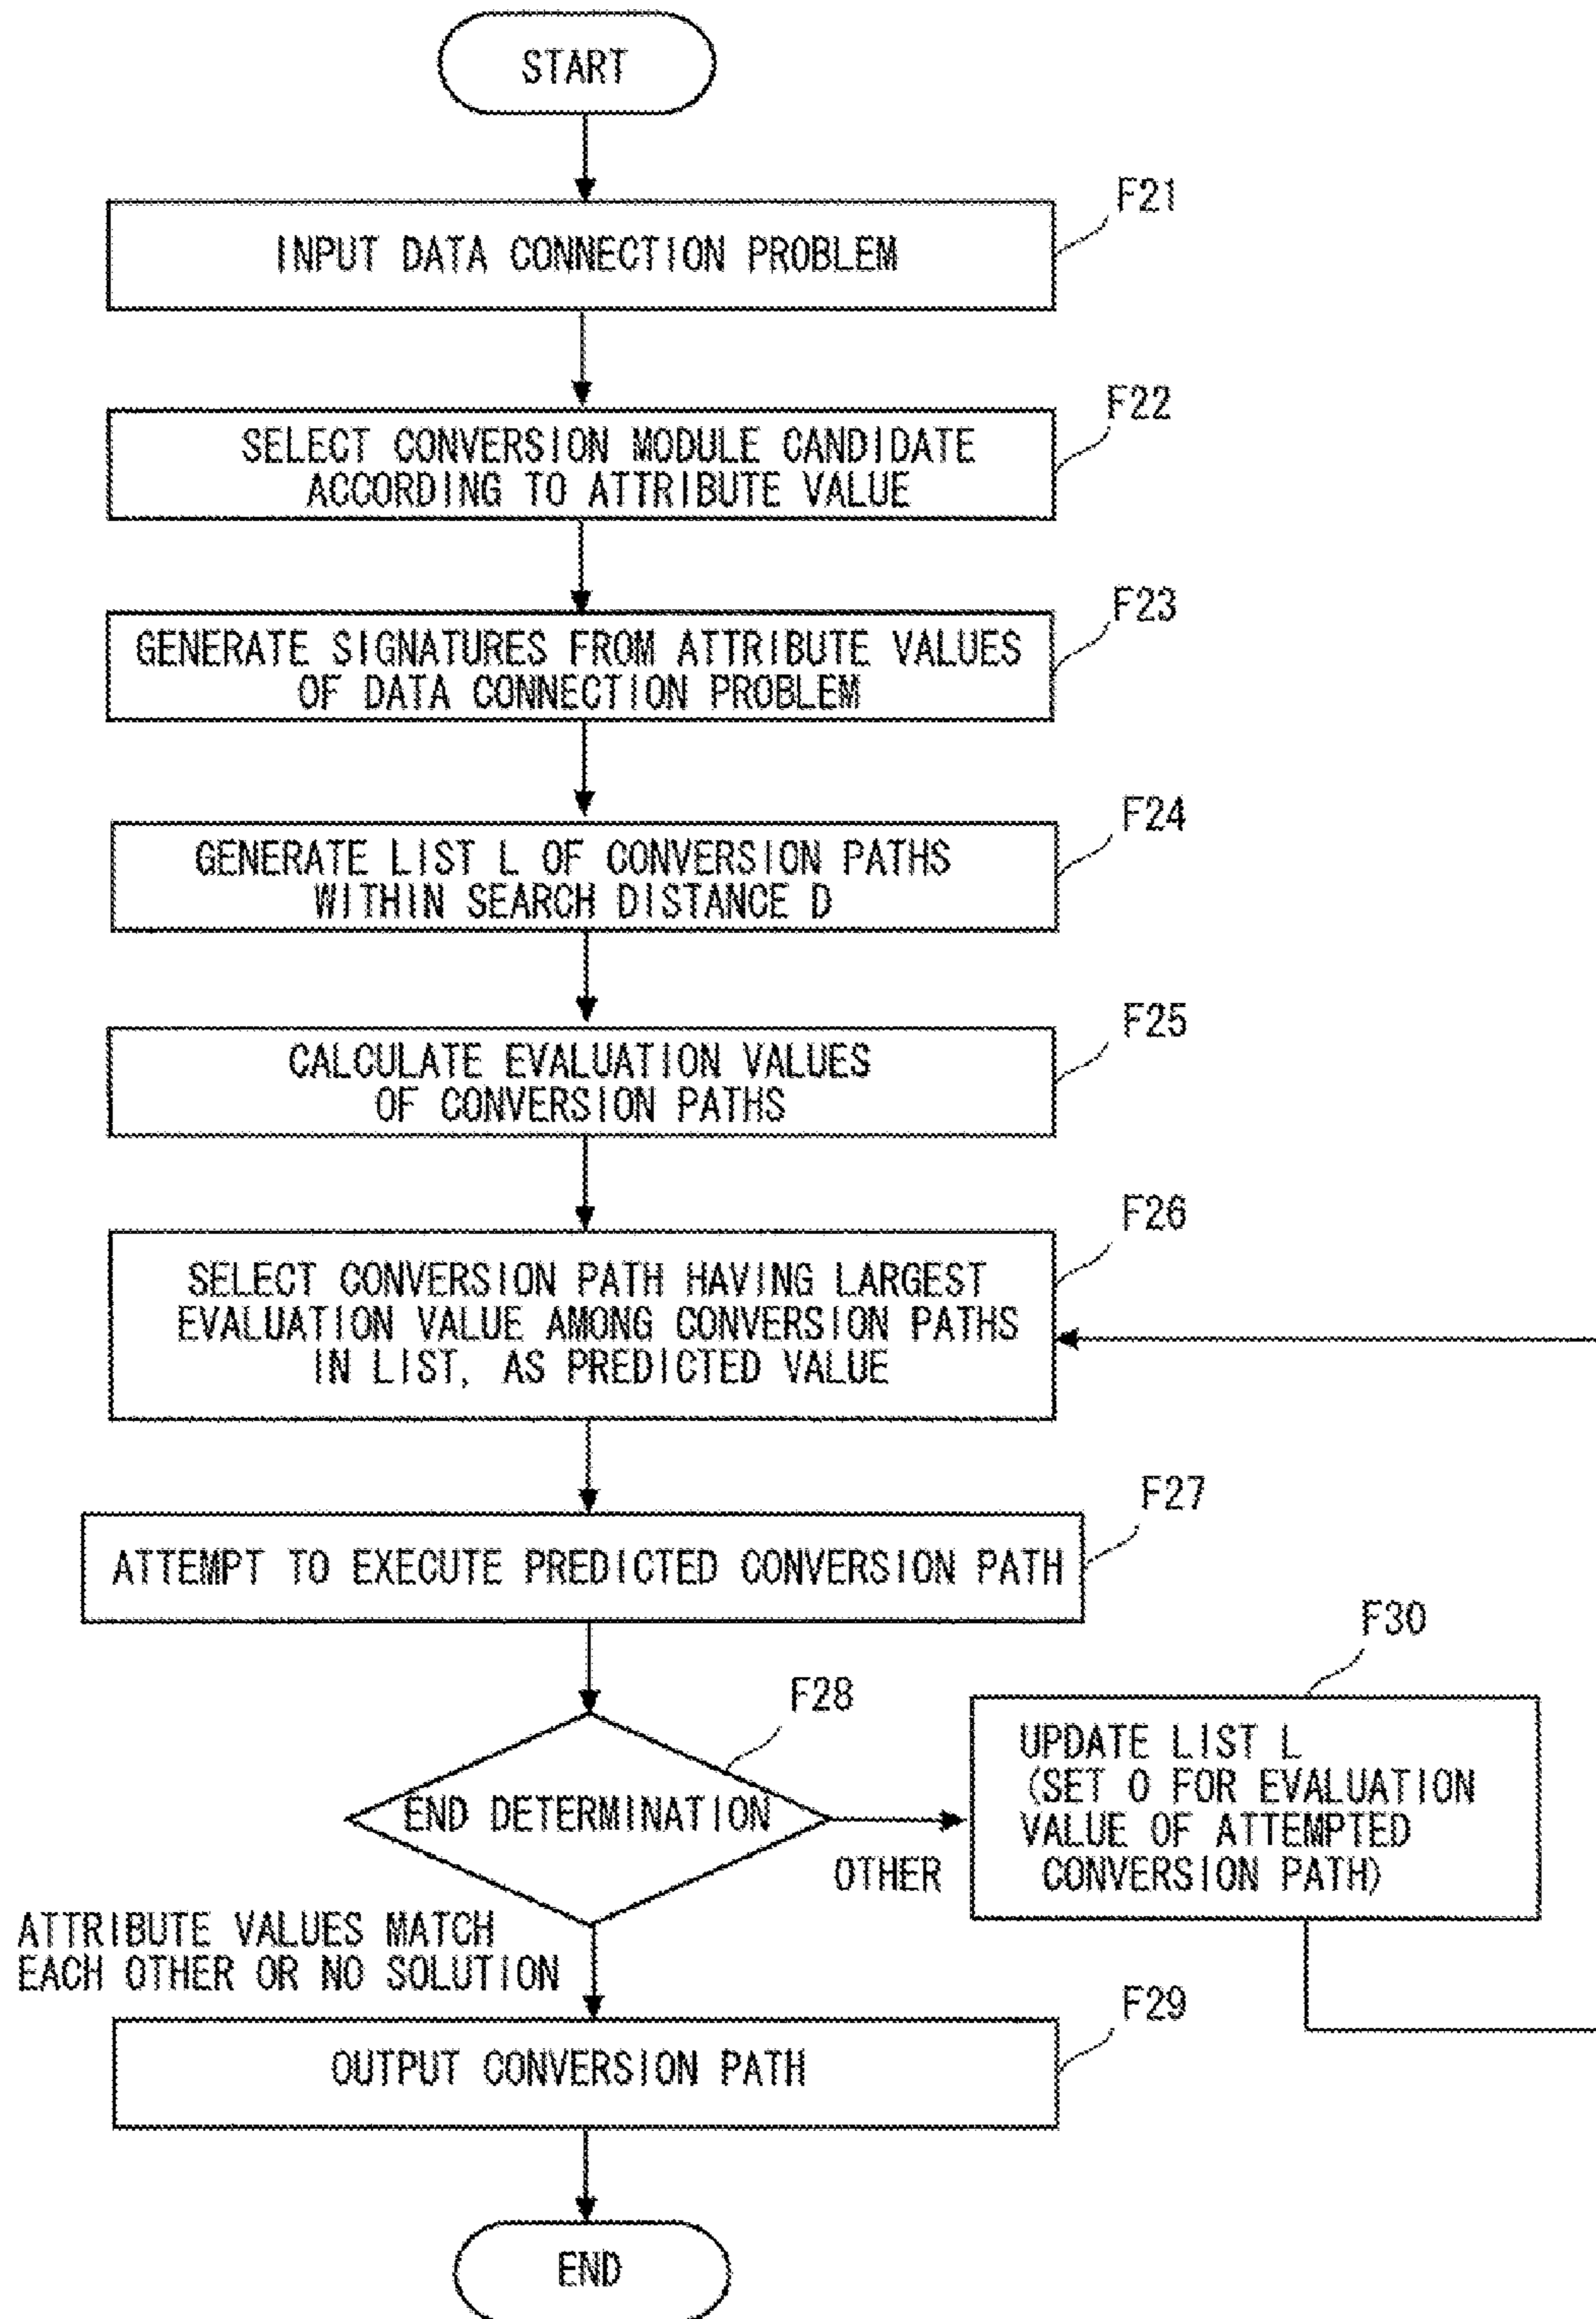 START
F21
INPUT DATA CONNECTION PROBLEM
F22
SELECT CONVERSION MODULE CANDIDATE
ACCORDING TO ATTRIBUTE VALUE
F23
GENERATE SIGNATURES FROM ATTRIBUTE VALUES
OF DATA CONNECTION PROBLEM
F24
GENERATE LIST L OF CONVERSION PATHS
WITHIN SEARCH DISTANCE D
F25
CALCULATE EVALUATION VALUES
OF CONVERSION PATHS
F26
SELECT CONVERSION PATH HAVING LARGEST
EVALUATION VALUE AMONG CONVERSION PATHS
IN LIST, AS PREDICTED VALUE
F27
ATTEMPT TO EXECUTE PREDICTED CONVERSION PATH
F28
END DETERMINATION
OTHER
F30
UPDATE LIST L
(SET 0 FOR EVALUATION
VALUE OF ATTEMPTED
CONVERSION PATH)
ATTRIBUTE VALUES MATCH
EACH OTHER OR NO SOLUTION
F29
OUTPUT CONVERSION PATH
END